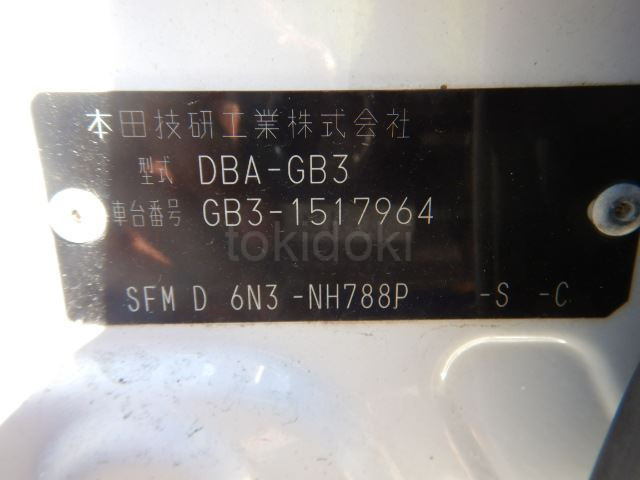 本田技研工業株式会社
型式 DBA-GB3
車台番号 GB3-1517964
tokidoki
SFM D 6N3 -NH788P -S -C